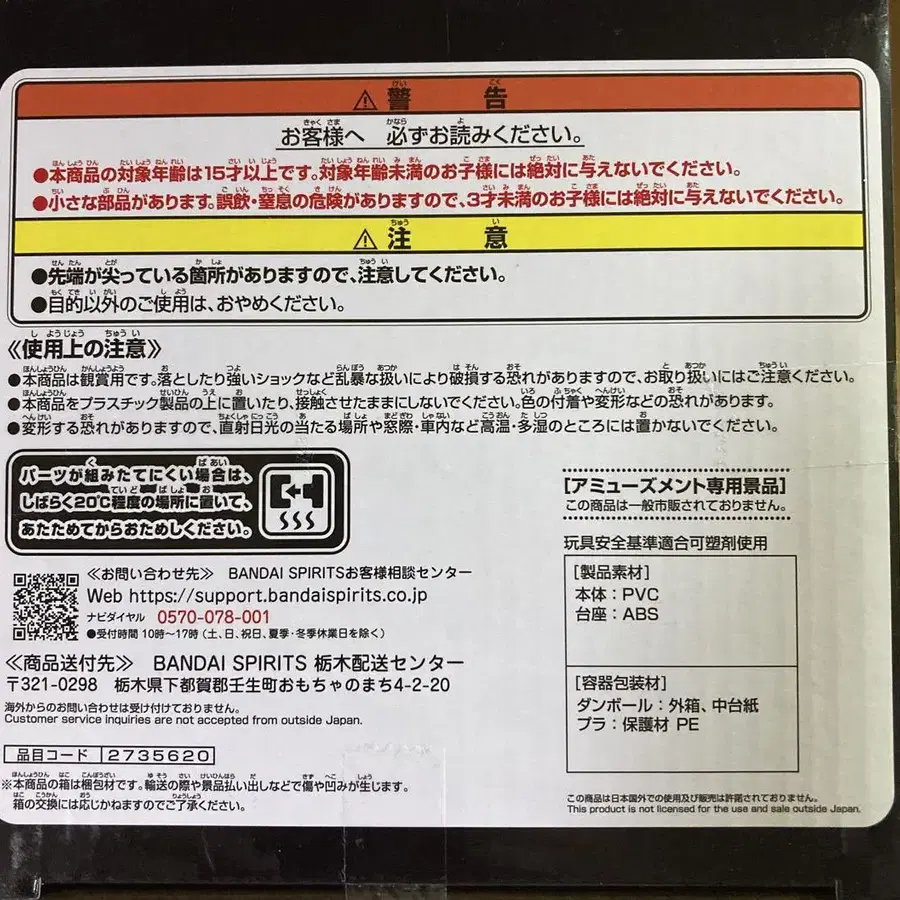 ⚠警告
お客様へ 必ずお読みください。
●本商品の対象年齢は15才以上です。対象年齢未満のお子様には絶対に与えないでください。
●小さな部品があります。誤飲・窒息の危険がありますので、3才未満のお子様には絶対に与えないでください。
⚠注意
●先端が尖っている箇所がありますので、注意してください。
●目的以外のご使用は、おやめください。
≪使用上の注意≫
●本商品は観賞用です。落としたり強いショックなど乱暴な扱いにより破損する恐れがありますので、お取り扱いにはご注意ください。
●本商品をプラスチック製品の上に置いたり、接触させたままにしないでください。色の付着や変形などの恐れがあります。
●変形する恐れがありますので、直射日光の当たる場所や窓際・車内など高温・多湿のところには置かないでください。
パーツが組みたてにくい場合は、
しばらく20℃程度の場所に置いて、
あたためてからおためしください。
[アミューズメント専用景品]
この商品は一般市販されておりません。
玩具安全基準適合可塑剤使用
[製品素材]
本体：PVC
台座：ABS
[容器包装材]
ダンボール：外箱、中台紙
プラ：保護材 PE
≪お問い合わせ先≫ BANDAI SPIRITSお客様相談センター
Web https://support.bandaispirits.co.jp
ナビダイヤル 0570-078-001
●受付時間 10時～17時（土、日、祝日、夏季・冬季休業日を除く）
≪商品送付先≫ BANDAI SPIRITS 栃木配送センター
〒321-0298 栃木県下都賀郡壬生町おもちゃのまち4-2-20
海外からのお問い合わせは受け付けておりません。
Customer service inquiries are not accepted from outside Japan.
品目コード 2735620
※本商品の箱は梱包材です。輸送の際や景品払い出しなどで傷や凹みが生じます。
箱の交換には応じかねますのでご了承ください。
この商品は日本国外での使用及び販売は許諾されておりません。
This product is not licensed for the use and sale outside Japan.